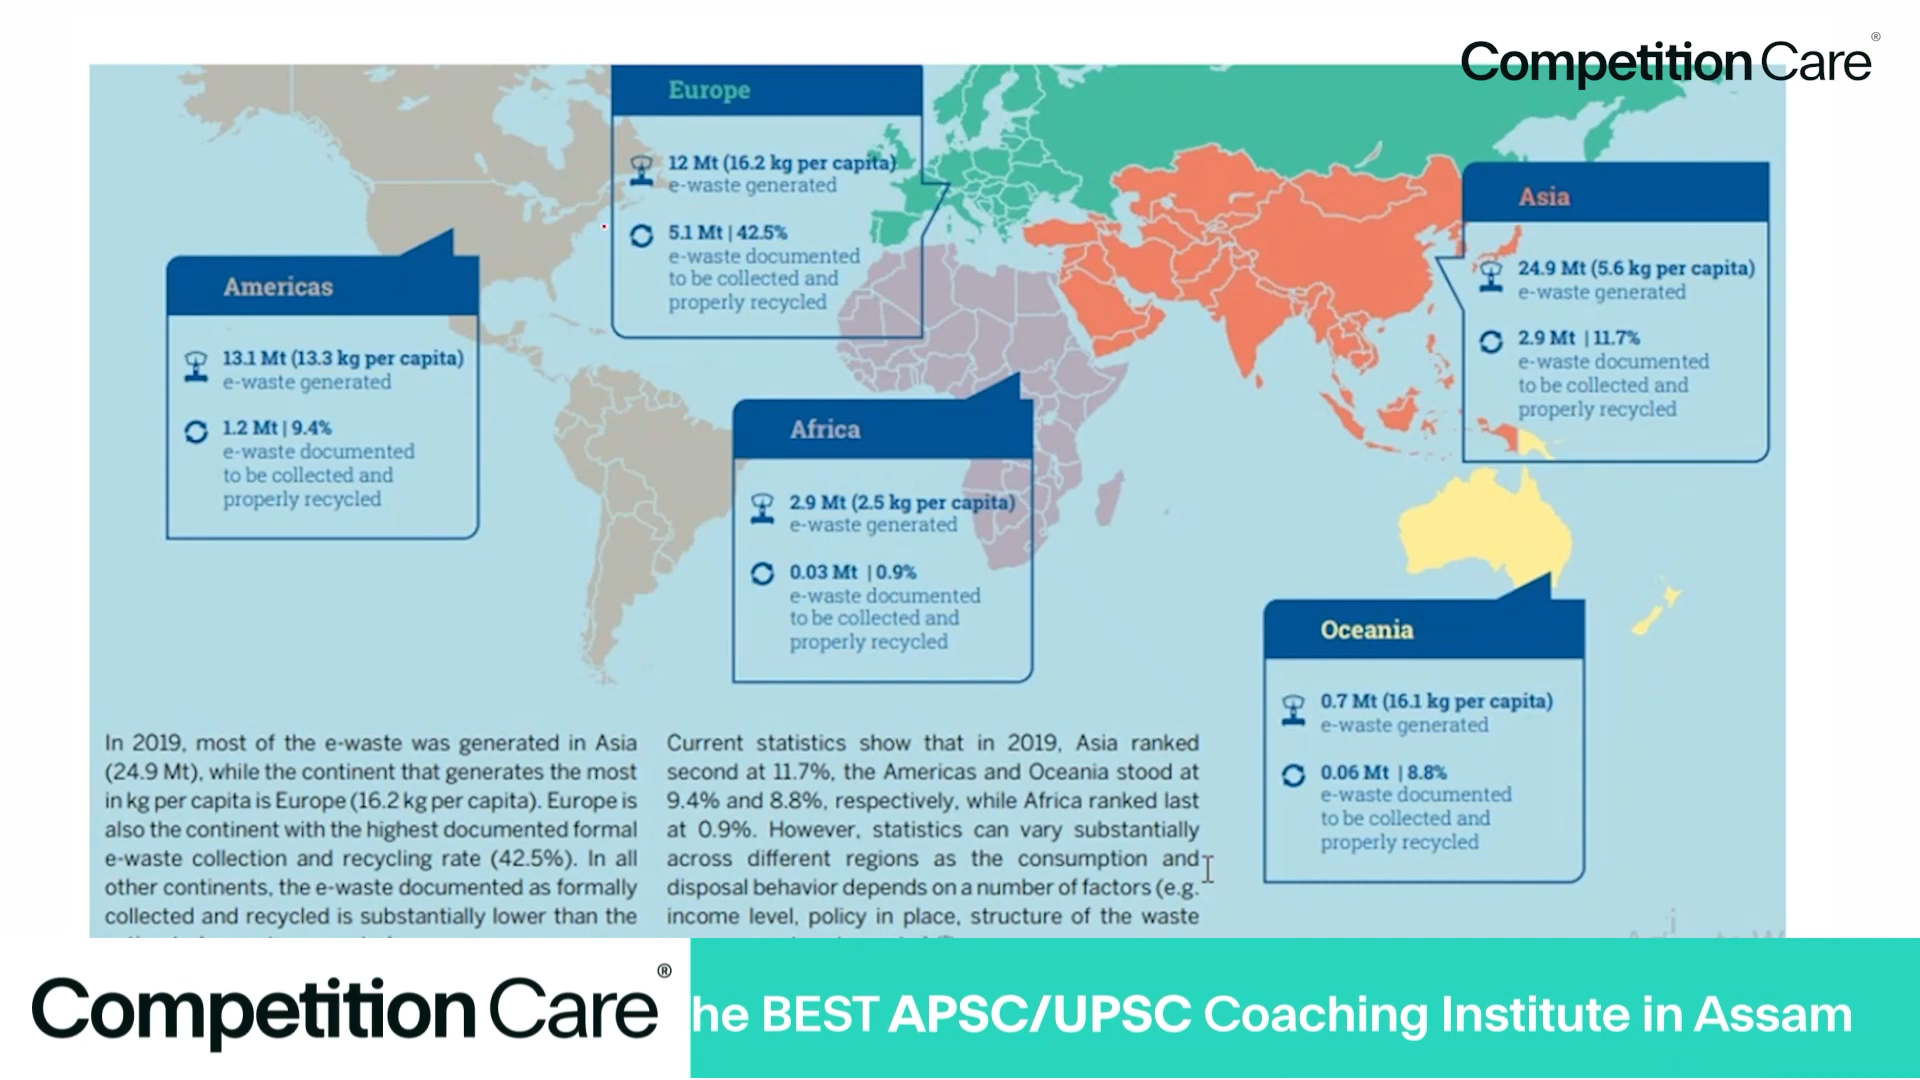 Competition Care®
Europe
12 Mt (16.2 kg per capita)
e-waste generated
5.1 Mt | 42.5%
e-waste documented
to be collected and
properly recycled
Asia
24.9 Mt (5.6 kg per capita)
e-waste generated
2.9 Mt | 11.7%
e-waste documented
to be collected and
properly recycled
Americas
13.1 Mt (13.3 kg per capita)
e-waste generated
1.2 Mt | 9.4%
e-waste documented
to be collected and
properly recycled
Africa
2.9 Mt (2.5 kg per capita)
e-waste generated
0.03 Mt | 0.9%
e-waste documented
to be collected and
properly recycled
Oceania
0.7 Mt (16.1 kg per capita)
e-waste generated
0.06 Mt | 8.8%
e-waste documented
to be collected and
properly recycled
In 2019, most of the e-waste was generated in Asia
(24.9 Mt), while the continent that generates the most
in kg per capita is Europe (16.2 kg per capita). Europe is
also the continent with the highest documented formal
e-waste collection and recycling rate (42.5%). In all
other continents, the e-waste documented as formally
collected and recycled is substantially lower than the
Current statistics show that in 2019, Asia ranked
second at 11.7%, the Americas and Oceania stood at
9.4% and 8.8%, respectively, while Africa ranked last
at 0.9%. However, statistics can vary substantially
across different regions as the consumption and
disposal behavior depends on a number of factors (e.g.
income level, policy in place, structure of the waste
Competition Care®
he BEST APSC/UPSC Coaching Institute in Assam